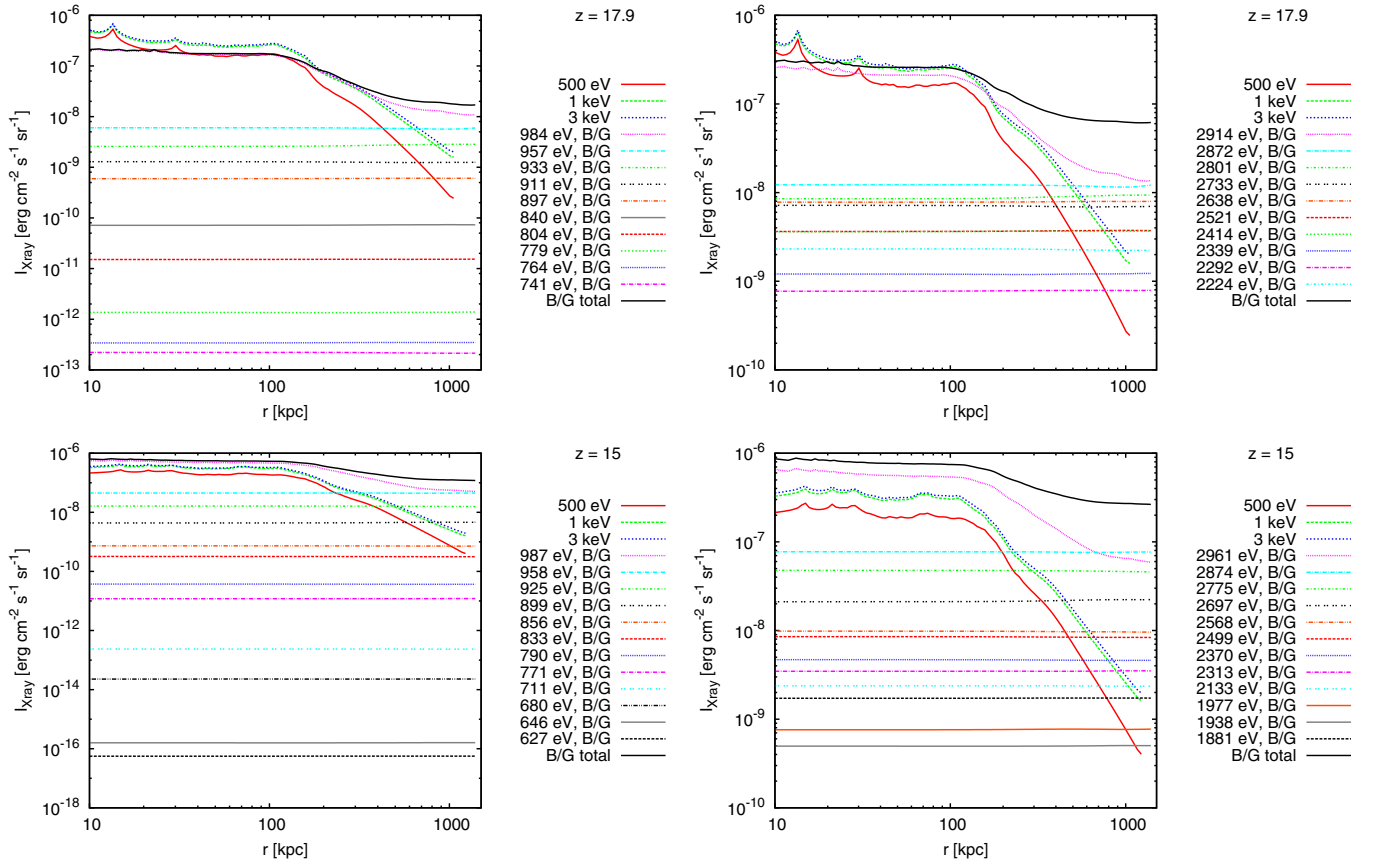 z = 17.9
I_Xray [erg cm^-2 s^-1 sr^-1]
10^-6
10^-7
10^-8
10^-9
10^-10
10^-11
10^-12
10^-13
10 100 1000
r [kpc]
500 eV
1 keV
3 keV
984 eV, B/G
957 eV, B/G
933 eV, B/G
911 eV, B/G
897 eV, B/G
840 eV, B/G
804 eV, B/G
779 eV, B/G
764 eV, B/G
741 eV, B/G
B/G total
z = 17.9
I_Xray [erg cm^-2 s^-1 sr^-1]
10^-6
10^-7
10^-8
10^-9
10^-10
10 100 1000
r [kpc]
500 eV
1 keV
3 keV
2914 eV, B/G
2872 eV, B/G
2801 eV, B/G
2733 eV, B/G
2638 eV, B/G
2521 eV, B/G
2414 eV, B/G
2339 eV, B/G
2292 eV, B/G
2224 eV, B/G
B/G total
z = 15
I_Xray [erg cm^-2 s^-1 sr^-1]
10^-6
10^-8
10^-10
10^-12
10^-14
10^-16
10^-18
10 100 1000
r [kpc]
500 eV
1 keV
3 keV
987 eV, B/G
958 eV, B/G
925 eV, B/G
899 eV, B/G
856 eV, B/G
833 eV, B/G
790 eV, B/G
771 eV, B/G
711 eV, B/G
680 eV, B/G
646 eV, B/G
627 eV, B/G
B/G total
z = 15
I_Xray [erg cm^-2 s^-1 sr^-1]
10^-6
10^-7
10^-8
10^-9
10^-10
10 100 1000
r [kpc]
500 eV
1 keV
3 keV
2961 eV, B/G
2874 eV, B/G
2775 eV, B/G
2697 eV, B/G
2568 eV, B/G
2499 eV, B/G
2370 eV, B/G
2313 eV, B/G
2133 eV, B/G
1977 eV, B/G
1938 eV, B/G
1881 eV, B/G
B/G total